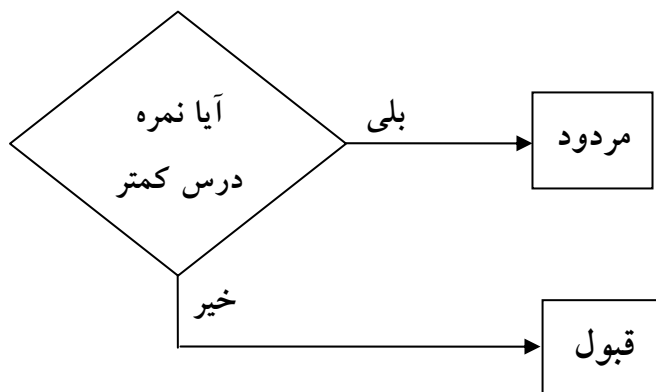 آیا نمره
درس کمتر
بلی
مردود
خیر
قبول